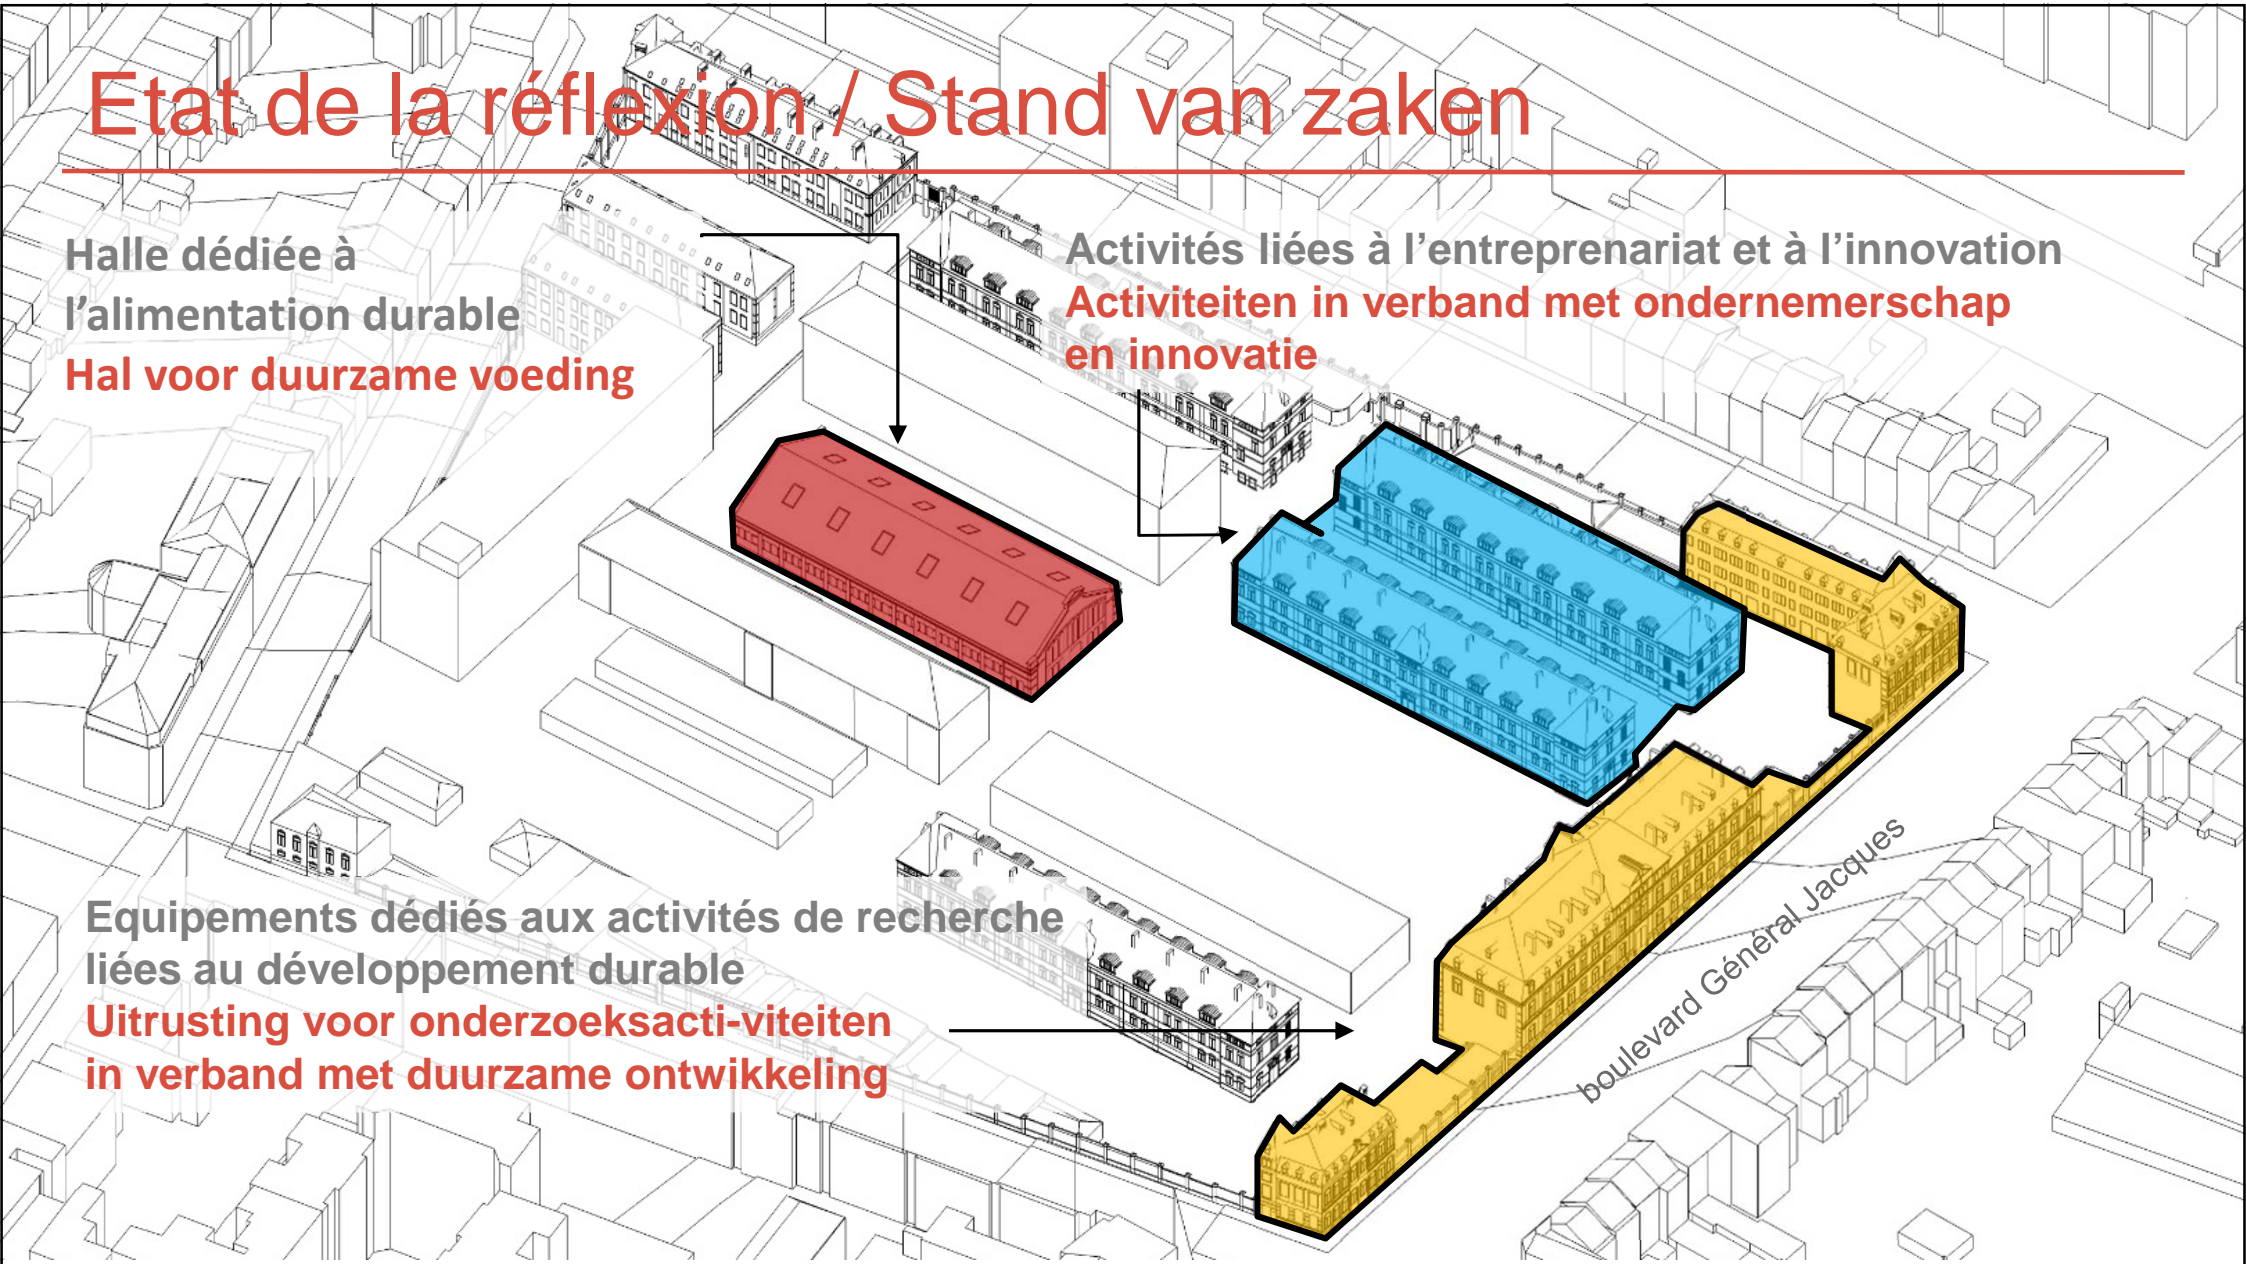 Etat de la réflexion / Stand van zaken
Halle dédiée à
l’alimentation durable
Hal voor duurzame voeding
Activités liées à l’entreprenariat et à l’innovation
Activiteiten in verband met ondernemerschap
en innovatie
Equipements dédiés aux activités de recherche
liées au développement durable
Uitrusting voor onderzoeksacti-viteiten
in verband met duurzame ontwikkeling
boulevard Général Jacques